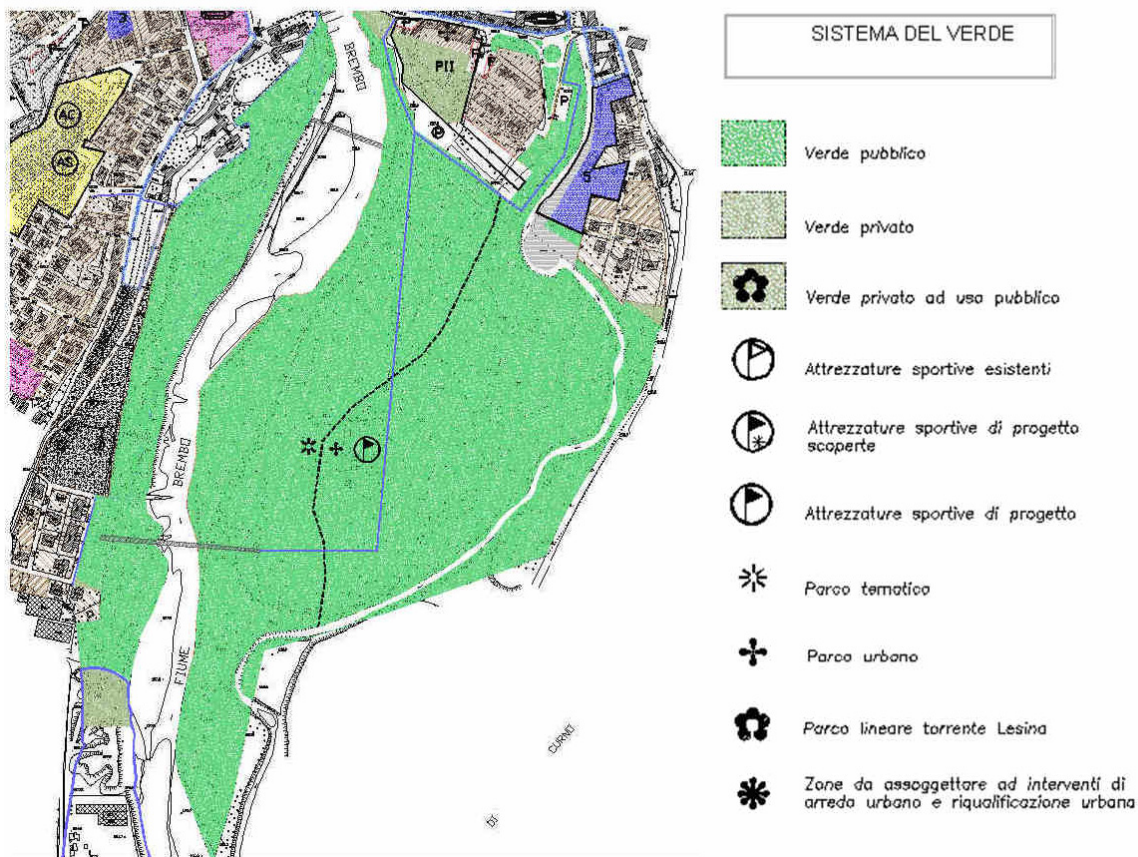 SISTEMA DEL VERDE
Verde pubblico
Verde privato
Verde privato ad uso pubblico
Attrezzature sportive esistenti
Attrezzature sportive di progetto
scoperte
Attrezzature sportive di progetto
Parco tematico
Parco urbano
Parco lineare torrente Lesina
Zone da assoggettare ad interventi di
arredo urbano e riqualificazione urbana
BREMBO
PII
P
AC
AS
S
BREMBO
FIUME
CURNO
DI